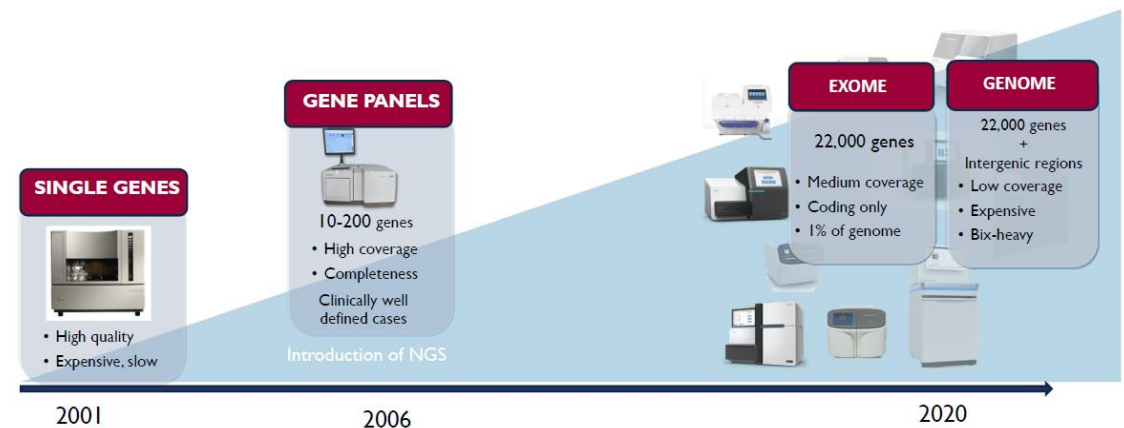 SINGLE GENES
• High quality
• Expensive, slow
GENE PANELS
10-200 genes
• High coverage
• Completeness
Clinically well
defined cases
Introduction of NGS
EXOME
22,000 genes
• Medium coverage
• Coding only
• 1% of genome
GENOME
22,000 genes
+
Intergenic regions
• Low coverage
• Expensive
• Bix-heavy
2001
2006
2020